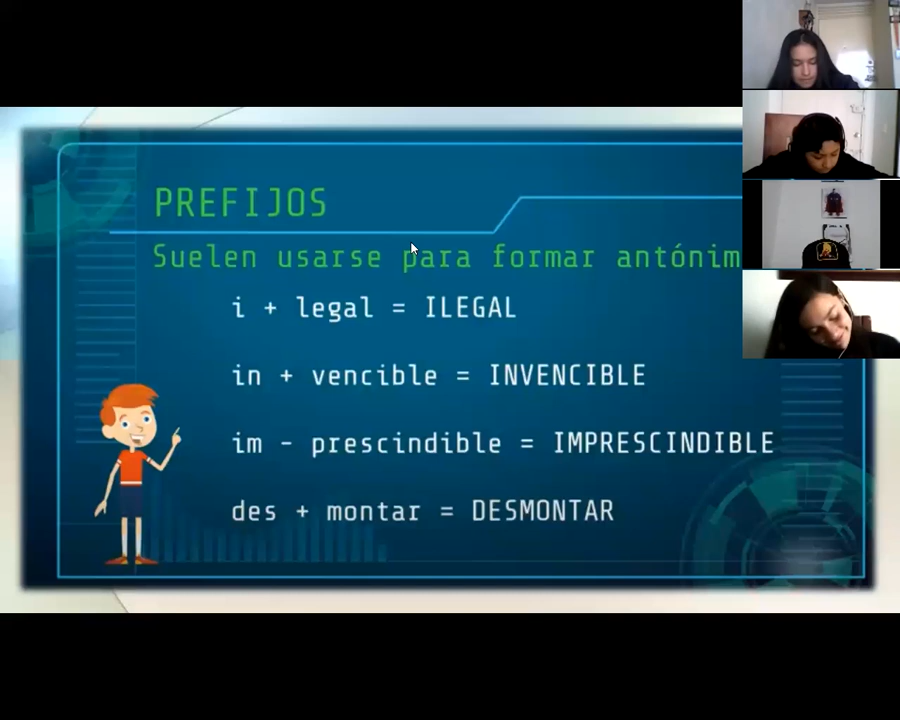 PREFIJOS
Suelen usarse para formar antónim
i + legal = ILEGAL
in + vencible = INVENCIBLE
im - prescindible = IMPRESCINDIBLE
des + montar = DESMONTAR